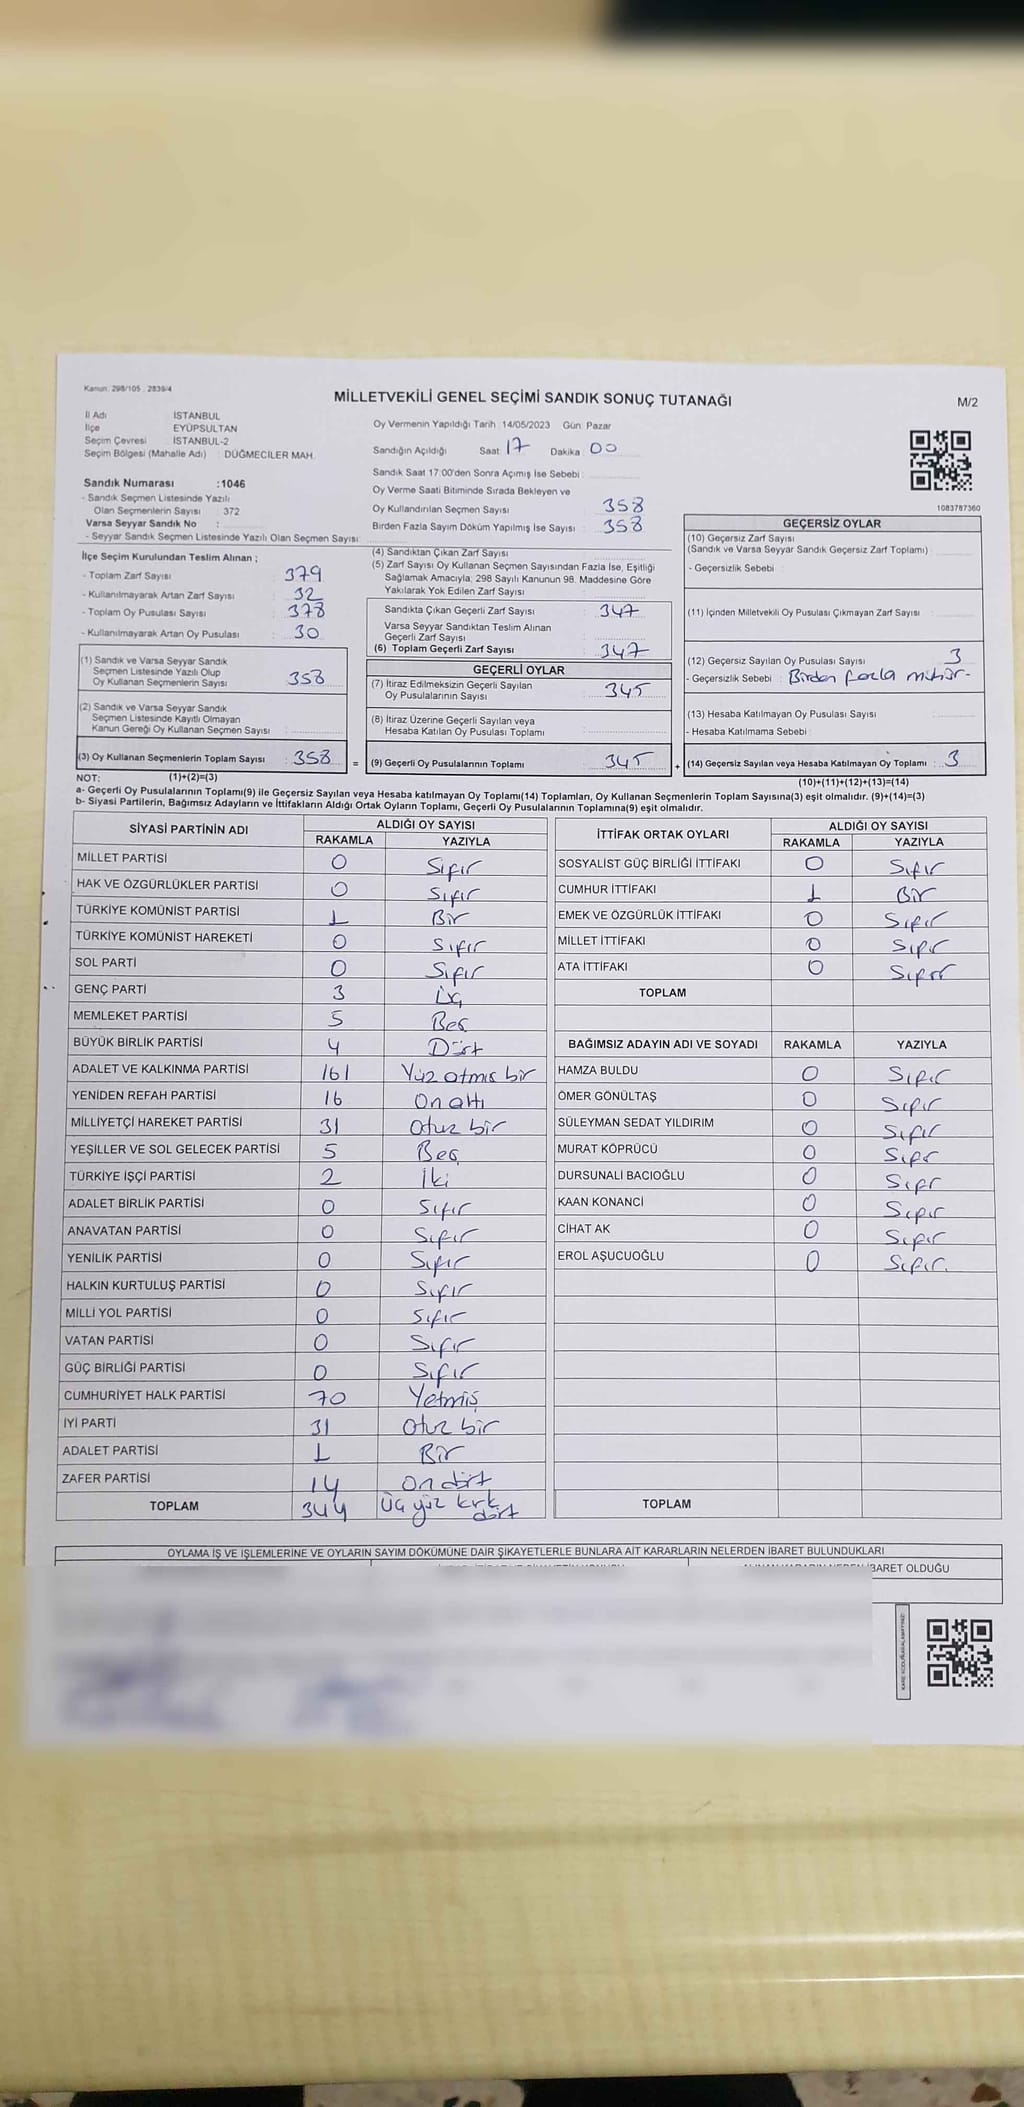 Kanun: 298/105 2839/4
MİLLETVEKİLİ GENEL SEÇİMİ SANDIK SONUÇ TUTANAĞI
M/2
İl Adı İSTANBUL
İlçe EYÜPSULTAN
Seçim Çevresi İSTANBUL-2
Seçim Bölgesi (Mahalle Adı) : DÜĞMECİLER MAH.
Sandık Numarası :1046
- Sandık Seçmen Listesinde Yazılı
Olan Seçmenlerin Sayısı : 372
Varsa Seyyar Sandık No :
- Seyyar Sandık Seçmen Listesinde Yazılı Olan Seçmen Sayısı:
Oy Vermenin Yapıldığı Tarih : 14/05/2023 Gün: Pazar
Sandığın Açıldığı Saat: 17 Dakika: 00
Sandık Saat 17:00'den Sonra Açımış İse Sebebi :
Oy Verme Saati Bitiminde Sırada Bekleyen ve
Oy Kullandırılan Seçmen Sayısı : 358
Birden Fazla Sayım Döküm Yapılmış İse Sayısı : 358
1083787360
İlçe Seçim Kurulundan Teslim Alınan ;
- Toplam Zarf Sayısı : 379
- Kullanılmayarak Artan Zarf Sayısı : 32
- Toplam Oy Pusulası Sayısı : 378
- Kullanılmayarak Artan Oy Pusulası : 30
(1) Sandık ve Varsa Seyyar Sandık
Seçmen Listesinde Yazılı Olup
Oy Kullanan Seçmenlerin Sayısı : 358
(2) Sandık ve Varsa Seyyar Sandık
Seçmen Listesinde Kayıtlı Olmayan
Kanun Gereği Oy Kullanan Seçmen Sayısı :
(3) Oy Kullanan Seçmenlerin Toplam Sayısı : 358 =
(4) Sandıktan Çıkan Zarf Sayısı :
(5) Zarf Sayısı Oy Kullanan Seçmen Sayısından Fazla İse, Eşitliği
Sağlamak Amacıyla, 298 Sayılı Kanunun 98. Maddesine Göre
Yakılarak Yok Edilen Zarf Sayısı :
Sandıkta Çıkan Geçerli Zarf Sayısı : 347
Varsa Seyyar Sandıktan Teslim Alınan
Geçerli Zarf Sayısı :
(6) Toplam Geçerli Zarf Sayısı : 347
GEÇERLİ OYLAR
(7) İtiraz Edilmeksizin Geçerli Sayılan
Oy Pusulalarının Sayısı : 345
(8) İtiraz Üzerine Geçerli Sayılan veya
Hesaba Katılan Oy Pusulası Toplamı :
(9) Geçerli Oy Pusulalarının Toplamı : 345 +
GEÇERSİZ OYLAR
(10) Geçersiz Zarf Sayısı
(Sandık ve Varsa Seyyar Sandık Geçersiz Zarf Toplamı) :
- Geçersizlik Sebebi :
(11) İçinden Milletvekili Oy Pusulası Çıkmayan Zarf Sayısı :
(12) Geçersiz Sayılan Oy Pusulası Sayısı : 3
- Geçersizlik Sebebi : Birden fazla mühür.
(13) Hesaba Katılmayan Oy Pusulası Sayısı :
- Hesaba Katılmama Sebebi :
(14) Geçersiz Sayılan veya Hesaba Katılmayan Oy Toplamı : 3
NOT: (1)+(2)=(3) (10)+(11)+(12)+(13)=(14)
a- Geçerli Oy Pusulalarının Toplamı(9) ile Geçersiz Sayılan veya Hesaba katılmayan Oy Toplamı(14) Toplamları, Oy Kullanan Seçmenlerin Toplam Sayısına(3) eşit olmalıdır. (9)+(14)=(3)
b- Siyasi Partilerin, Bağımsız Adayların ve İttifakların Aldığı Ortak Oyların Toplamı, Geçerli Oy Pusulalarının Toplamına(9) eşit olmalıdır.
SİYASİ PARTİNİN ADI ALDIĞI OY SAYISI
RAKAMLA YAZIYLA
MİLLET PARTİSİ 0 Sıfır
HAK VE ÖZGÜRLÜKLER PARTİSİ 0 Sıfır
TÜRKİYE KOMÜNİST PARTİSİ 1 Bir
TÜRKİYE KOMÜNİST HAREKETİ 0 Sıfır
SOL PARTİ 0 Sıfır
GENÇ PARTİ 3 Üç
MEMLEKET PARTİSİ 5 Beş
BÜYÜK BİRLİK PARTİSİ 4 Dört
ADALET VE KALKINMA PARTİSİ 161 Yüz atmış bir
YENİDEN REFAH PARTİSİ 16 On altı
MİLLİYETÇİ HAREKET PARTİSİ 31 Otuz bir
YEŞİLLER VE SOL GELECEK PARTİSİ 5 Beş
TÜRKİYE İŞÇİ PARTİSİ 2 İki
ADALET BİRLİK PARTİSİ 0 Sıfır
ANAVATAN PARTİSİ 0 Sıfır
YENİLİK PARTİSİ 0 Sıfır
HALKIN KURTULUŞ PARTİSİ 0 Sıfır
MİLLİ YOL PARTİSİ 0 Sıfır
VATAN PARTİSİ 0 Sıfır
GÜÇ BİRLİĞİ PARTİSİ 0 Sıfır
CUMHURİYET HALK PARTİSİ 70 Yetmiş
İYİ PARTİ 31 Otuz bir
ADALET PARTİSİ 1 Bir
ZAFER PARTİSİ 14 On dört
TOPLAM 344 Üç yüz kırk dört
İTTİFAK ORTAK OYLARI ALDIĞI OY SAYISI
RAKAMLA YAZIYLA
SOSYALİST GÜÇ BİRLİĞİ İTTİFAKI 0 Sıfır
CUMHUR İTTİFAKI 1 Bir
EMEK VE ÖZGÜRLÜK İTTİFAKI 0 Sıfır
MİLLET İTTİFAKI 0 Sıfır
ATA İTTİFAKI 0 Sıfır
TOPLAM
BAĞIMSIZ ADAYIN ADI VE SOYADI RAKAMLA YAZIYLA
HAMZA BULDU 0 Sıfır
ÖMER GÖNÜLTAŞ 0 Sıfır
SÜLEYMAN SEDAT YILDIRIM 0 Sıfır
MURAT KÖPRÜCÜ 0 Sıfır
DURSUNALİ BACIOĞLU 0 Sıfır
KAAN KONANCİ 0 Sıfır
CİHAT AK 0 Sıfır
EROL AŞUCUOĞLU 0 Sıfır.
TOPLAM
OYLAMA İŞ VE İŞLEMLERİNE VE OYLARIN SAYIM DÖKÜMÜNE DAİR ŞİKAYETLERLE BUNLARA AİT KARARLARIN NELERDEN İBARET BULUNDUKLARI
İBARET OLDUĞU